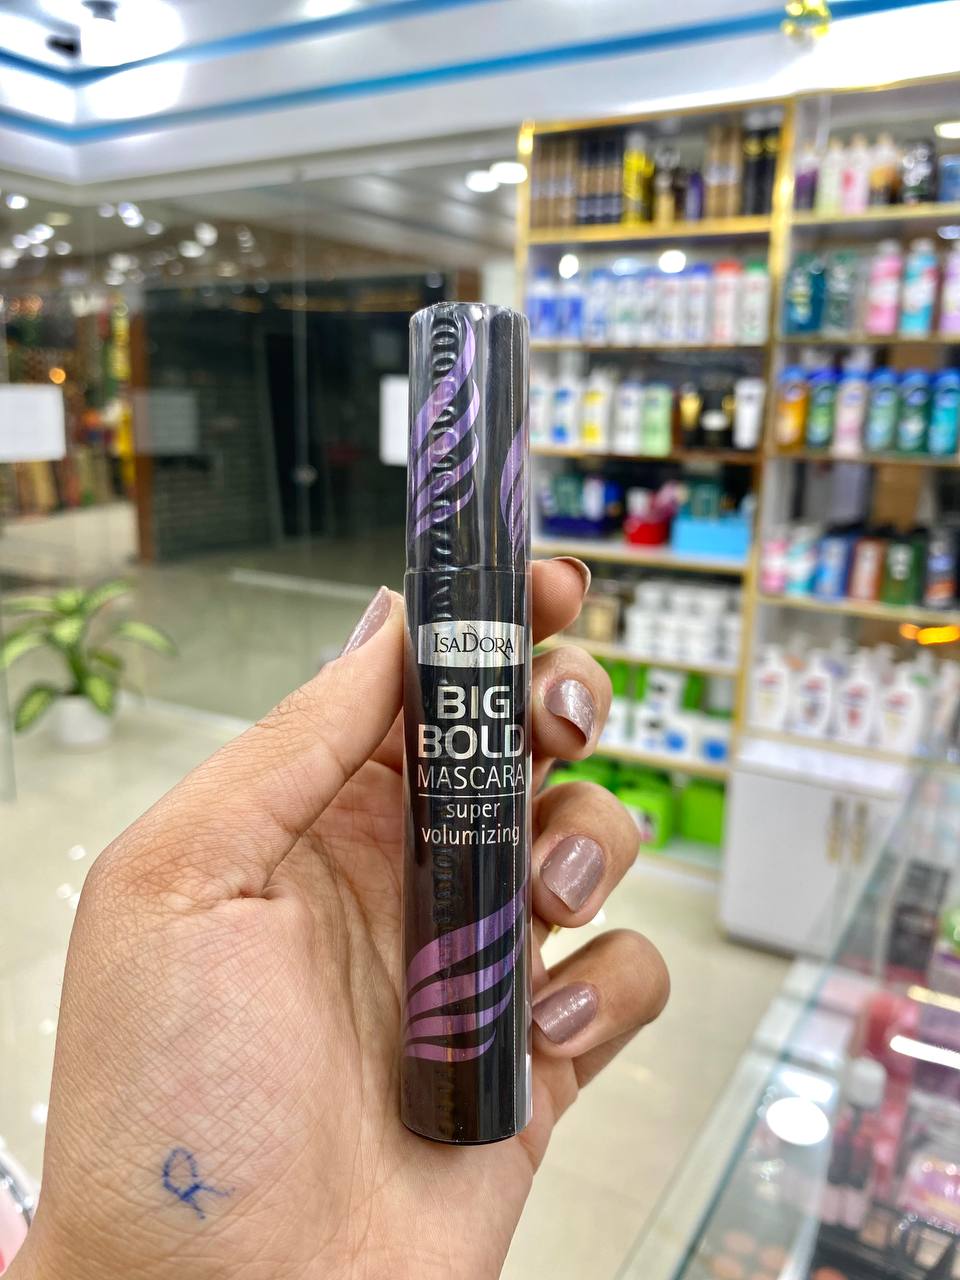 ISADORA
BIG
BOLD
MASCARA
super
volumizing